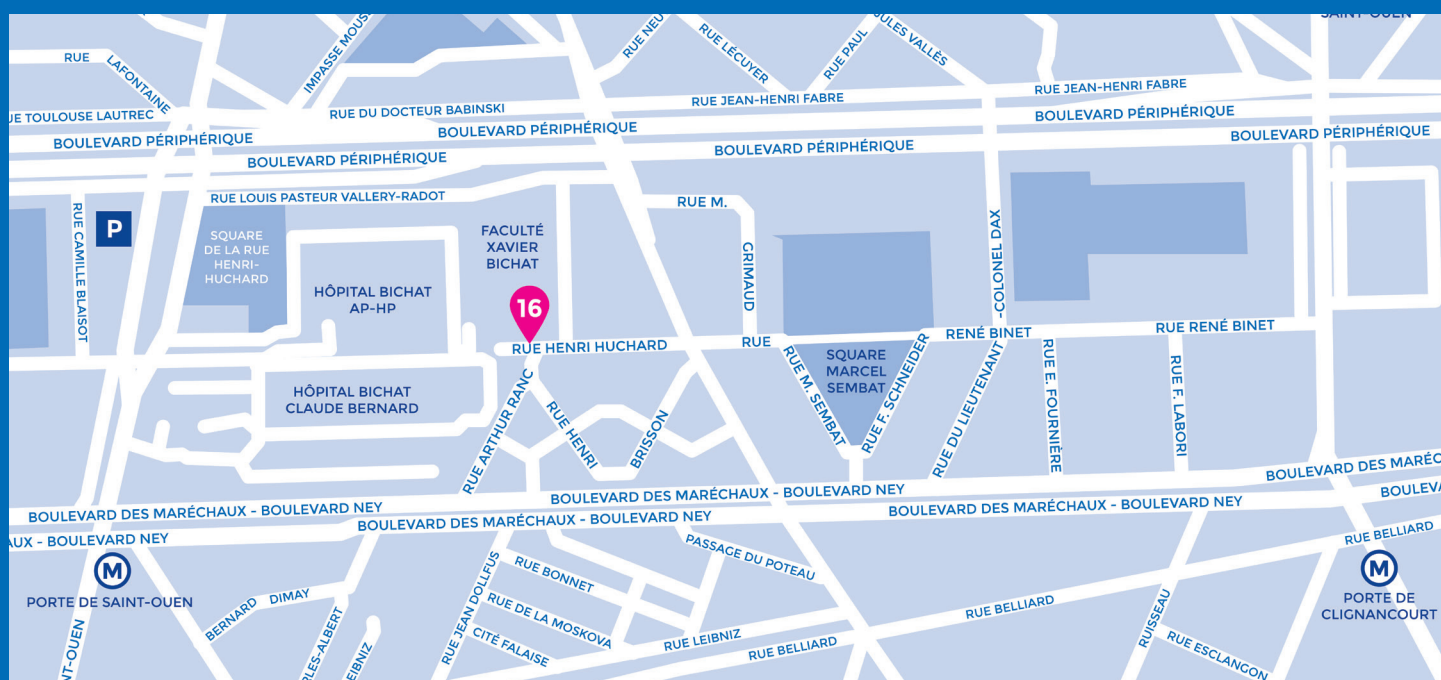 SAINT-OUEN
RUE
LAFONTAINE
IMPASSE MOUS
RUE NEU
RUE LÉCUYER
RUE PAUL
JULES VALLÈS
RUE JEAN-HENRI FABRE
RUE JEAN-HENRI FABRE
UE TOULOUSE LAUTREC
RUE DU DOCTEUR BABINSKI
BOULEVARD PÉRIPHÉRIQUE
BOULEVARD PÉRIPHÉRIQUE
BOULEVARD PÉRIPHÉRIQUE
BOULEVARD PÉRIPHÉRIQUE
BOULEVARD PÉRIPHÉRIQUE
BOULEVARD PÉRIPHÉRIQUE
RUE LOUIS PASTEUR VALLERY-RADOT
RUE M.
GRIMAUD
RUE CAMILLE BLAISOT
P
SQUARE
DE LA RUE
HENRI-
HUCHARD
HÔPITAL BICHAT
AP-HP
FACULTÉ
XAVIER
BICHAT
16
RUE HENRI HUCHARD
RUE
RENÉ BINET
RUE RENÉ BINET
HÔPITAL BICHAT
CLAUDE BERNARD
RUE ARTHUR RANC
RUE HENRI
BRISSON
RUE M. SEMBAT
SQUARE
MARCEL
SEMBAT
RUE F. SCHNEIDER
RUE DU LIEUTENANT
-COLONEL DAX
RUE E. FOURNIÈRE
RUE F. LABORI
BOULEVARD DES MARÉCHAUX - BOULEVARD NEY
BOULEVARD DES MARÉCHAUX - BOULEVARD NEY
BOULEVARD DES MARÉC
BOULEVA
BOULEVARD DES MARÉCHAUX - BOULEVARD NEY
BOULEVARD DES MARÉCHAUX - BOULEVARD NEY
AUX - BOULEVARD NEY
M
PORTE DE SAINT-OUEN
NT-OUEN
BERNARD DIMAY
RLES-ALBERT
LEIBNIZ
RUE JEAN DOLLFUS
RUE BONNET
RUE DE LA MOSKOVA
CITÉ FALAISE
PASSAGE DU POTEAU
RUE LEIBNIZ
RUE BELLIARD
RUE BELLIARD
RUE BELLIARD
RUISSEAU
RUE ESCLANGON
M
PORTE DE
CLIGNANCOURT